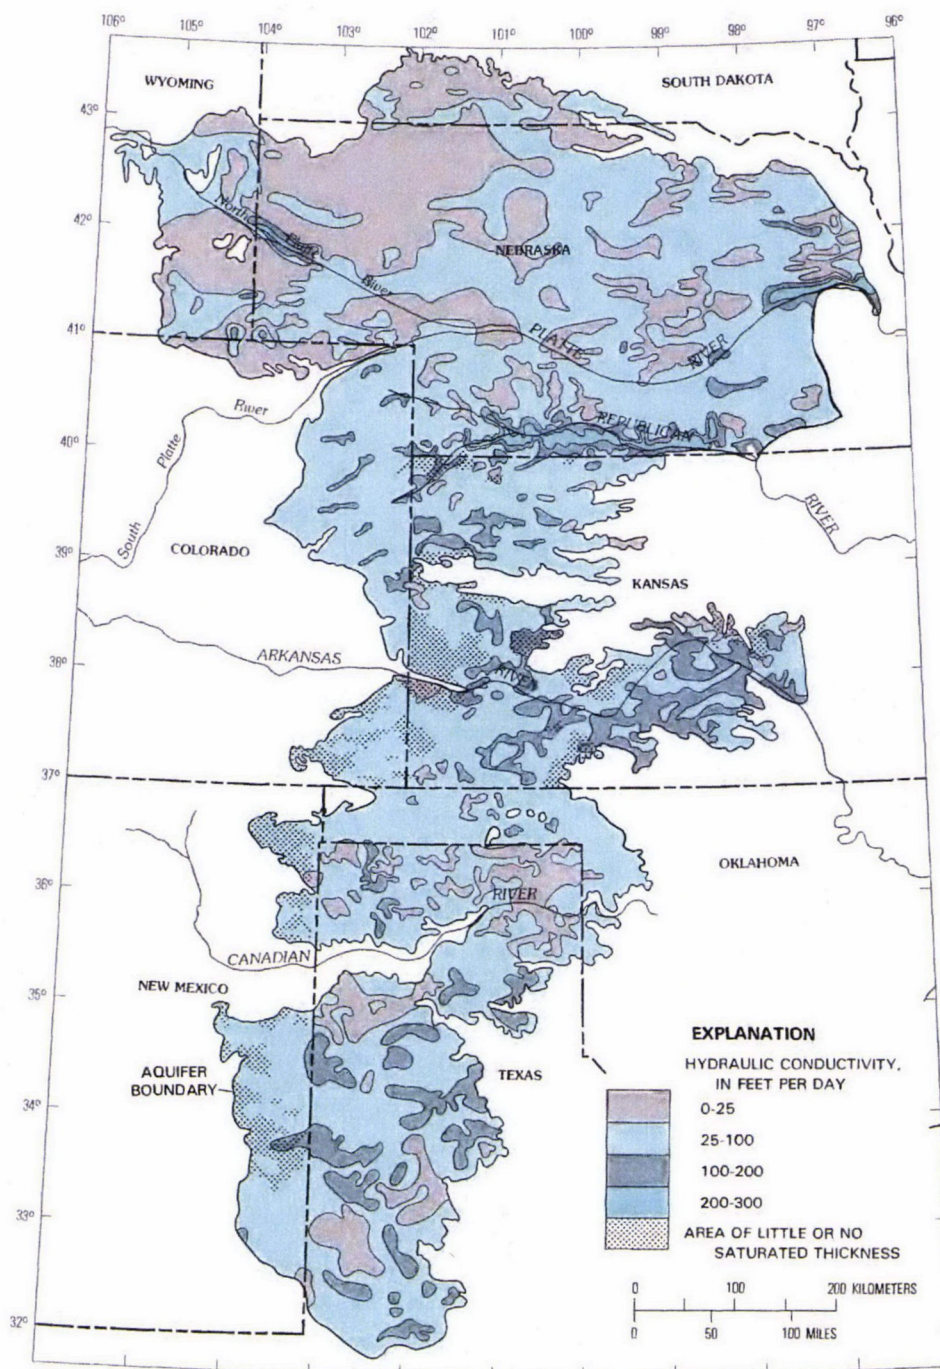 106° 105° 104° 103° 102° 101° 100° 99° 98° 97° 96°
WYOMING
SOUTH DAKOTA
43°
42°
North Platte River
NEBRASKA
41°
PLATTE RIVER
South Platte River
REPUBLICAN RIVER
40°
COLORADO
39°
KANSAS
ARKANSAS RIVER
38°
37°
OKLAHOMA
36°
CANADIAN RIVER
NEW MEXICO
35°
AQUIFER
BOUNDARY
TEXAS
34°
33°
32°
EXPLANATION
HYDRAULIC CONDUCTIVITY,
IN FEET PER DAY
0-25
25-100
100-200
200-300
AREA OF LITTLE OR NO
SATURATED THICKNESS
0 100 200 KILOMETERS
0 50 100 MILES